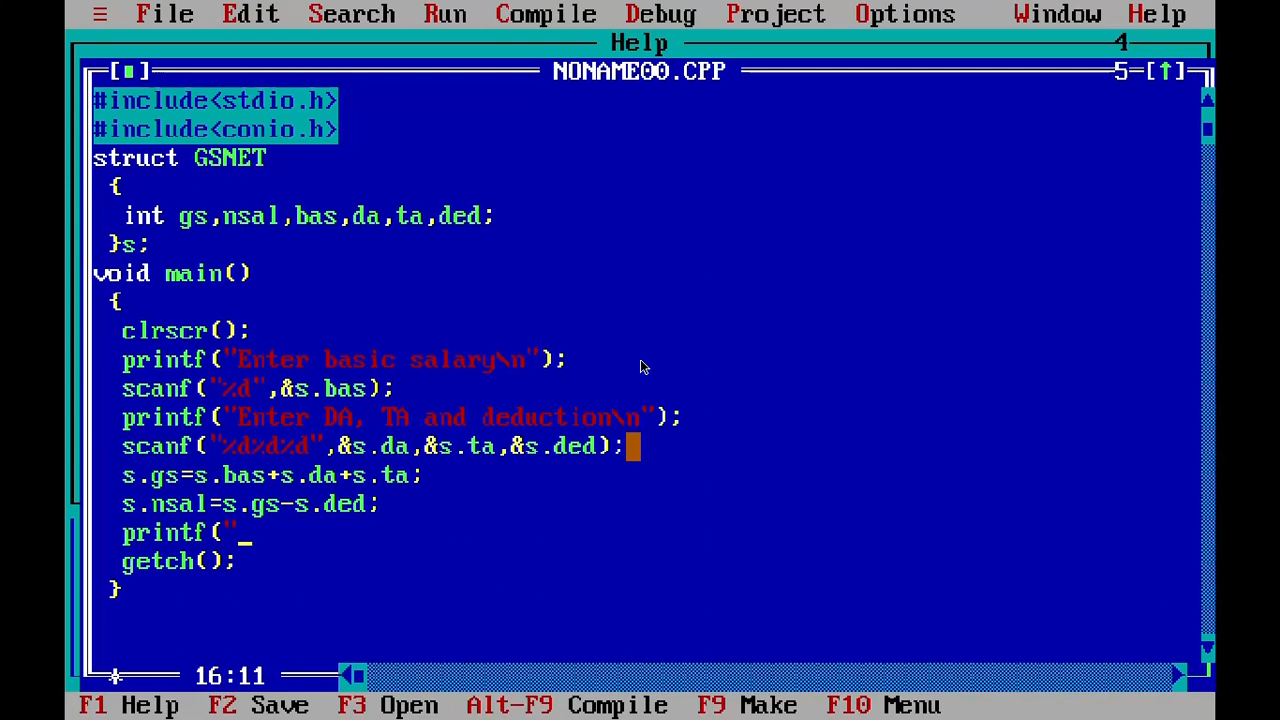 ≡ File Edit Search Run Compile Debug Project Options Window Help
Help 4
[■] NONAME00.CPP 5=[↑]
#include<stdio.h>
#include<conio.h>
struct GSNET
{
int gs,nsal,bas,da,ta,ded;
}s;
void main()
{
clrscr();
printf("Enter basic salary\n");
scanf("%d",&s.bas);
printf("Enter DA, TA and deduction\n");
scanf("%d%d%d",&s.da,&s.ta,&s.ded);
s.gs=s.bas+s.da+s.ta;
s.nsal=s.gs-s.ded;
printf("_
getch();
}
* 16:11
F1 Help F2 Save F3 Open Alt-F9 Compile F9 Make F10 Menu